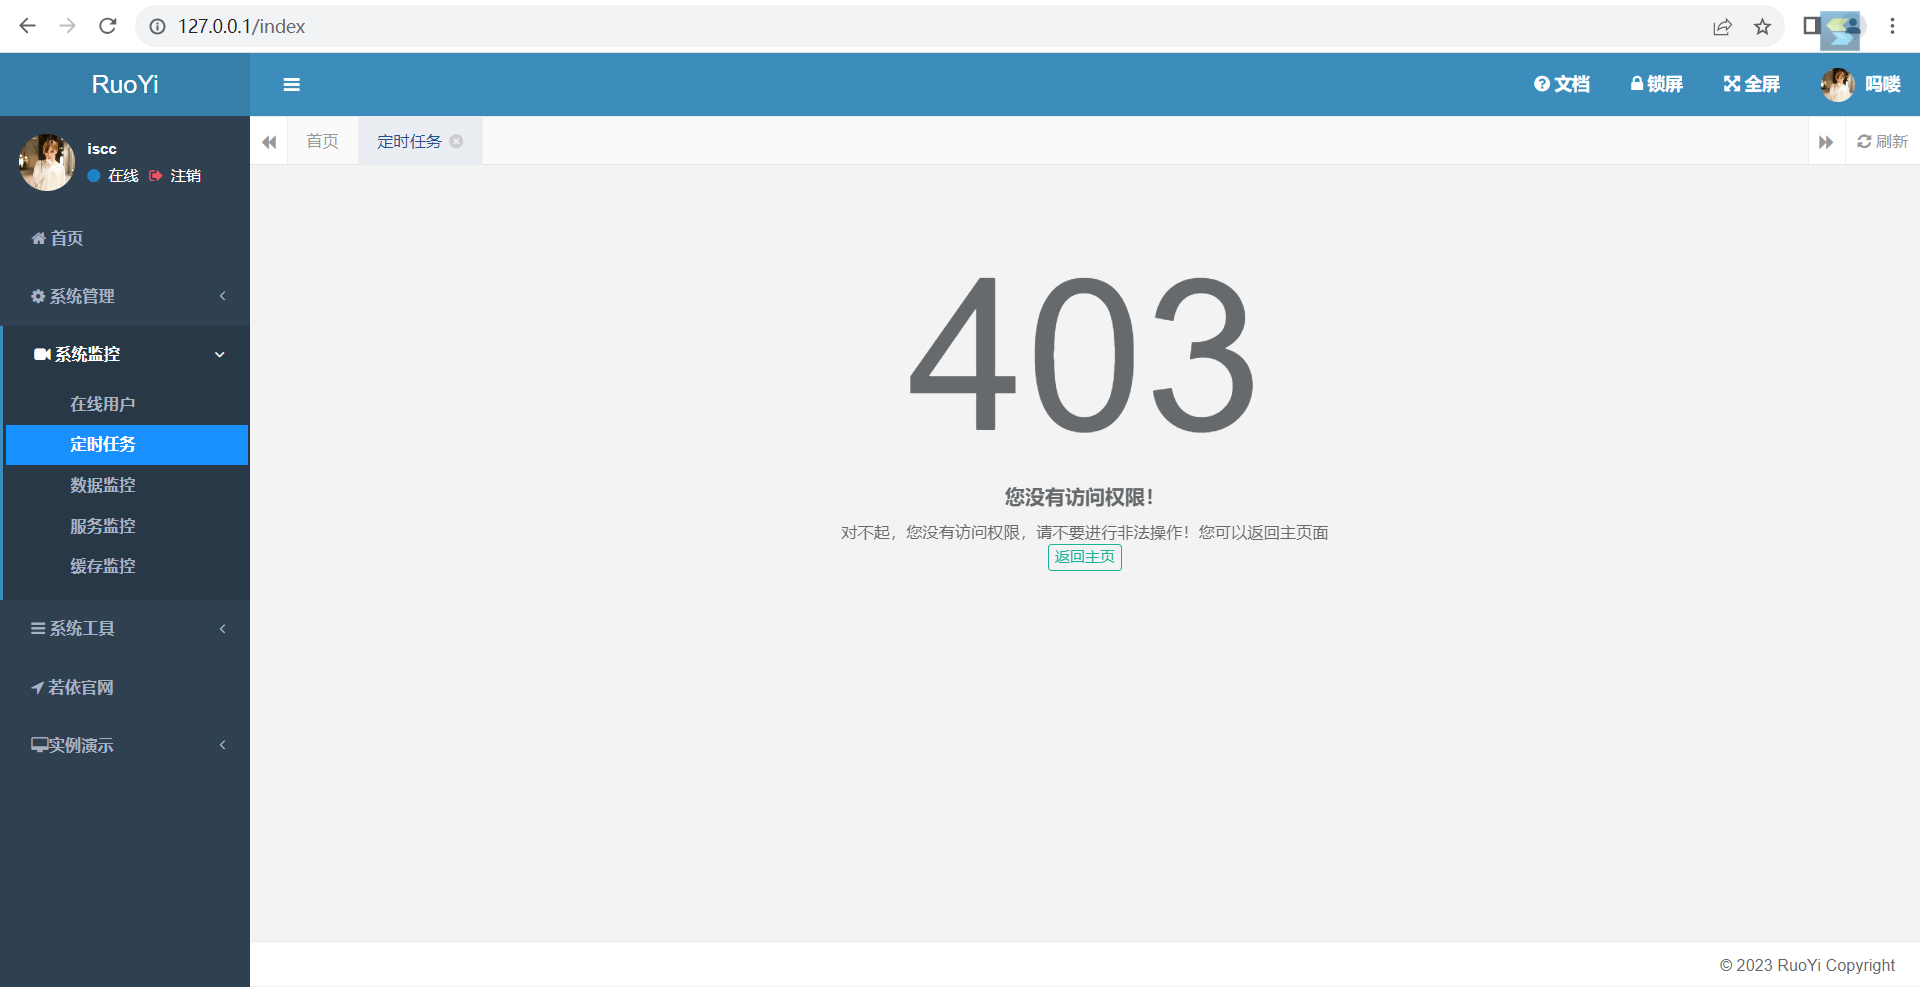 127.0.0.1/index
RuoYi
文档
锁屏
全屏
吗喽
iscc
在线
注销
首页
定时任务
刷新
首页
系统管理
系统监控
在线用户
定时任务
数据监控
服务监控
缓存监控
系统工具
若依官网
实例演示
403
您没有访问权限！
对不起，您没有访问权限，请不要进行非法操作！您可以返回主页面
返回主页
© 2023 RuoYi Copyright